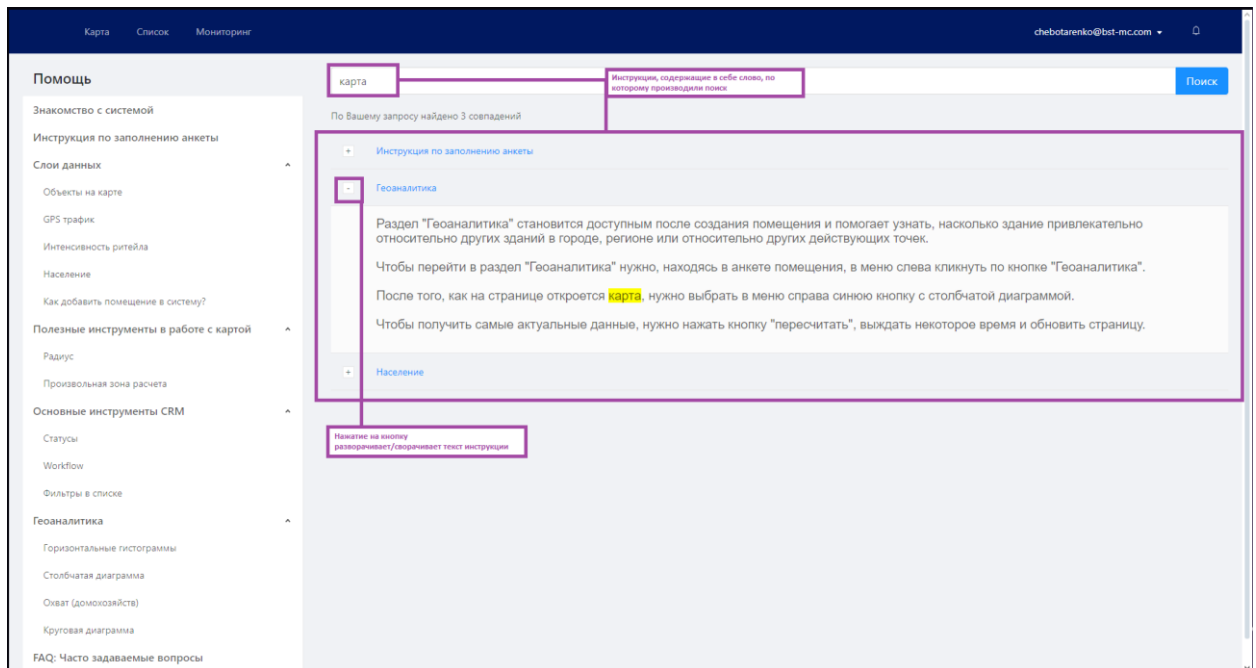 Карта Список Мониторинг
chebotarenko@bst-mc.com
Помощь
Знакомство с системой
Инструкция по заполнению анкеты
Слои данных
Объекты на карте
GPS трафик
Интенсивность ритейла
Население
Как добавить помещение в систему?
Полезные инструменты в работе с картой
Радиус
Произвольная зона расчета
Основные инструменты CRM
Статусы
Workflow
Фильтры в списке
Геоаналитика
Горизонтальные гистограммы
Столбчатая диаграмма
Охват (домохозяйств)
Круговая диаграмма
FAQ: Часто задаваемые вопросы
карта
Инструкции, содержащие в себе слово, по
которому производили поиск
Поиск
По Вашему запросу найдено 3 совпадений
+ Инструкция по заполнению анкеты
- Геоаналитика
Раздел "Геоаналитика" становится доступным после создания помещения и помогает узнать, насколько здание привлекательно
относительно других зданий в городе, регионе или относительно других действующих точек.
Чтобы перейти в раздел "Геоаналитика" нужно, находясь в анкете помещения, в меню слева кликнуть по кнопке "Геоаналитика".
После того, как на странице откроется карта, нужно выбрать в меню справа синюю кнопку с столбчатой диаграммой.
Чтобы получить самые актуальные данные, нужно нажать кнопку "пересчитать", выждать некоторое время и обновить страницу.
+ Население
Нажатие на кнопку
разворачивает/сворачивает текст инструкции